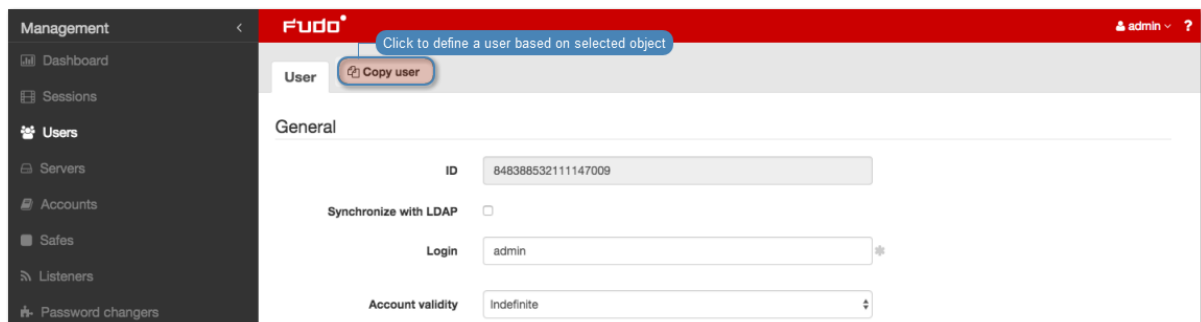 Management
FUDO
admin
?
Click to define a user based on selected object
Dashboard
User
Copy user
Sessions
Users
General
Servers
ID
848388532111147009
Accounts
Synchronize with LDAP
Safes
Login
admin
Listeners
Account validity
Indefinite
Password changers